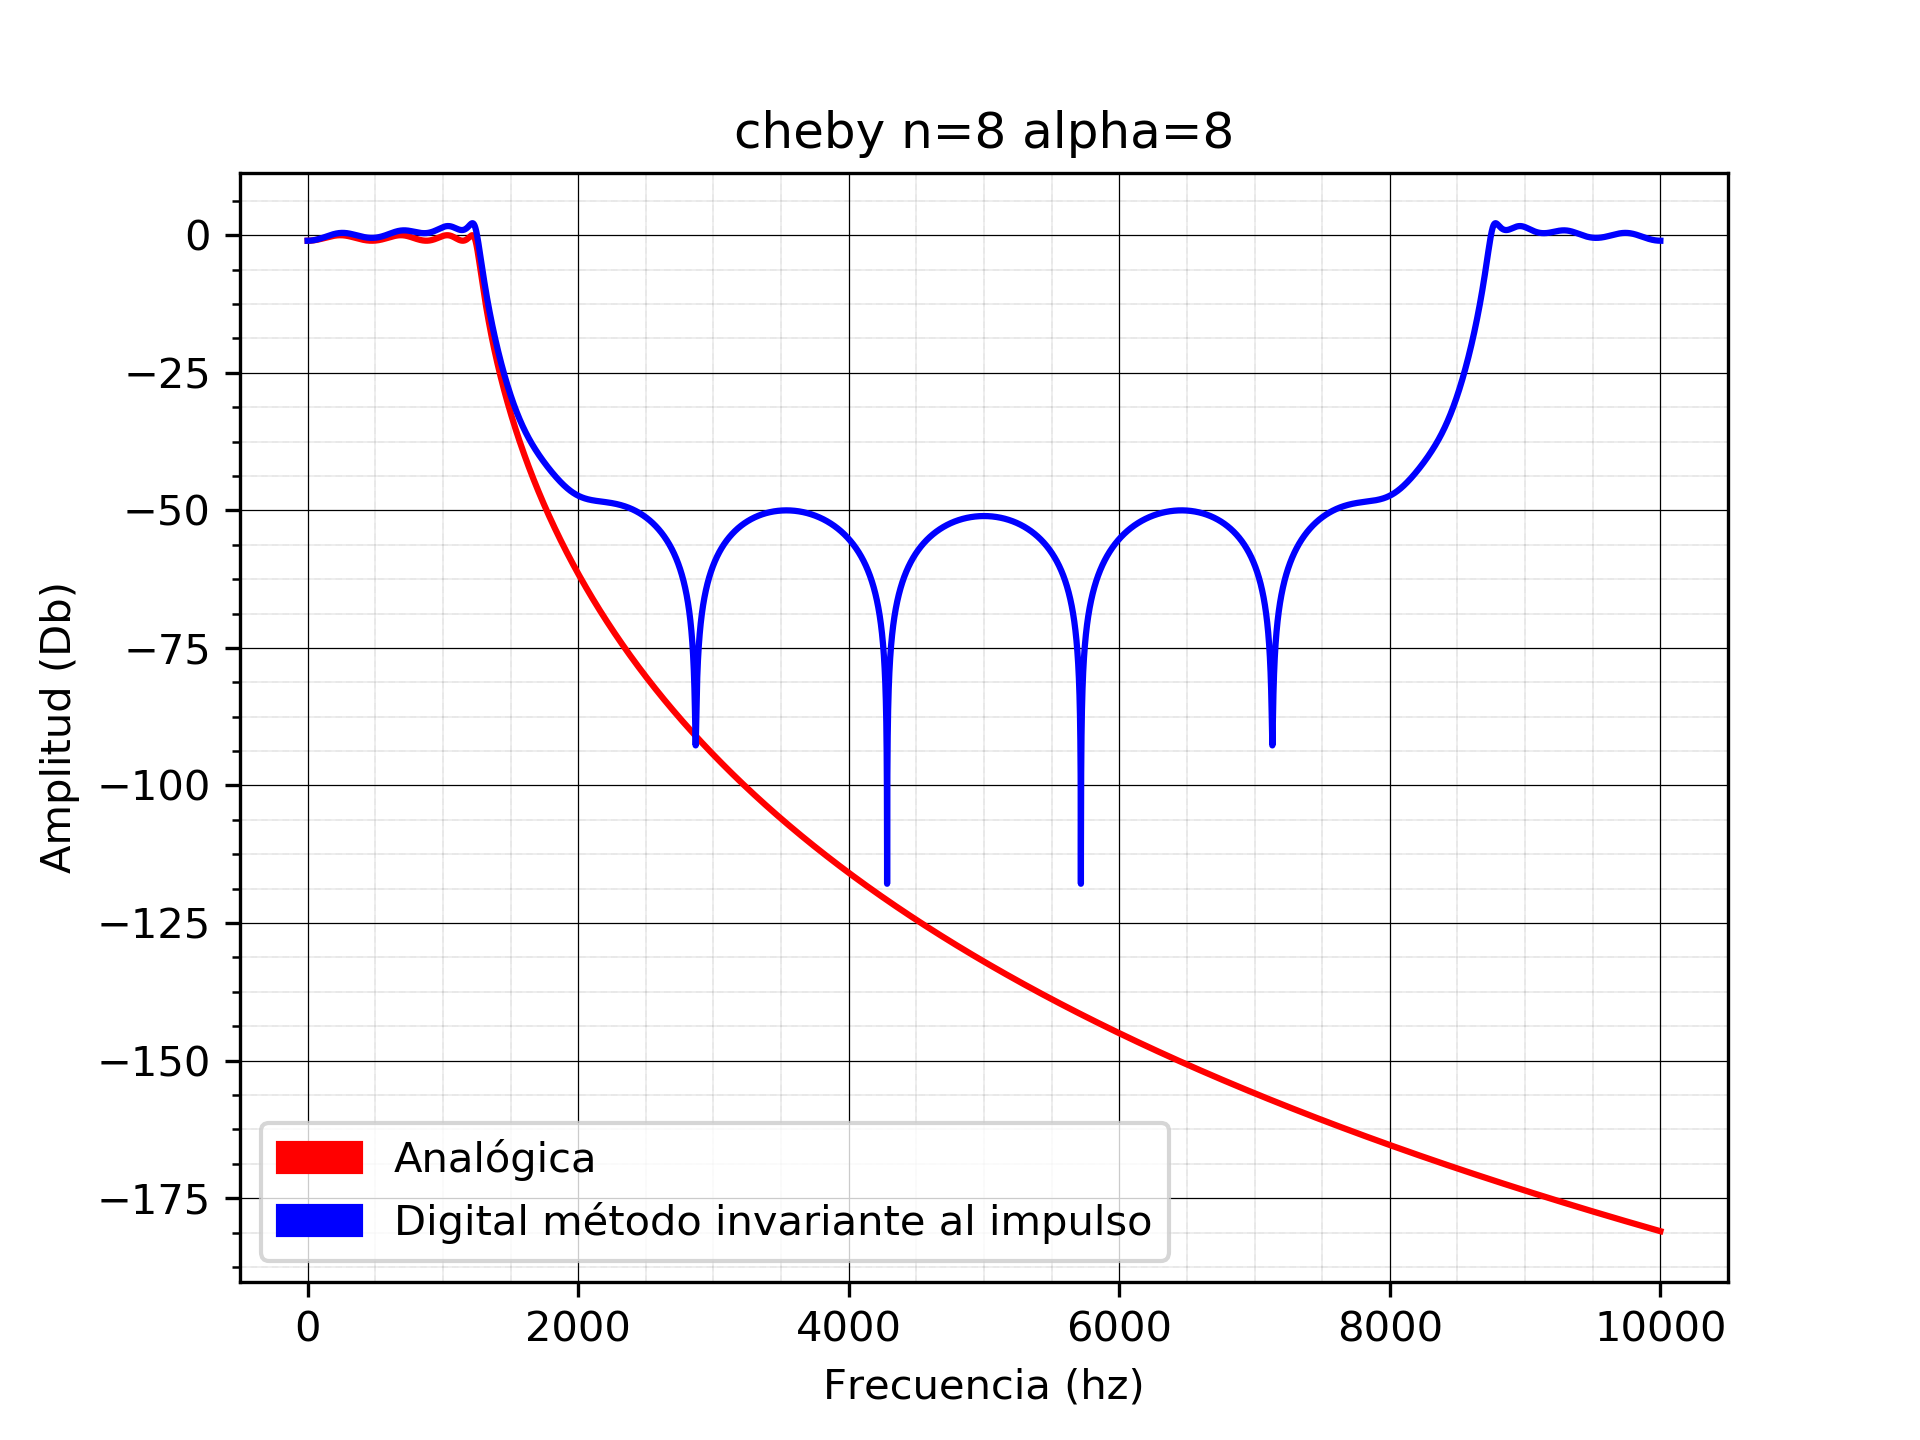 cheby n=8 alpha=8
Amplitud (Db)
0
−25
−50
−75
−100
−125
−150
−175
Analógica
Digital método invariante al impulso
0 2000 4000 6000 8000 10000
Frecuencia (hz)